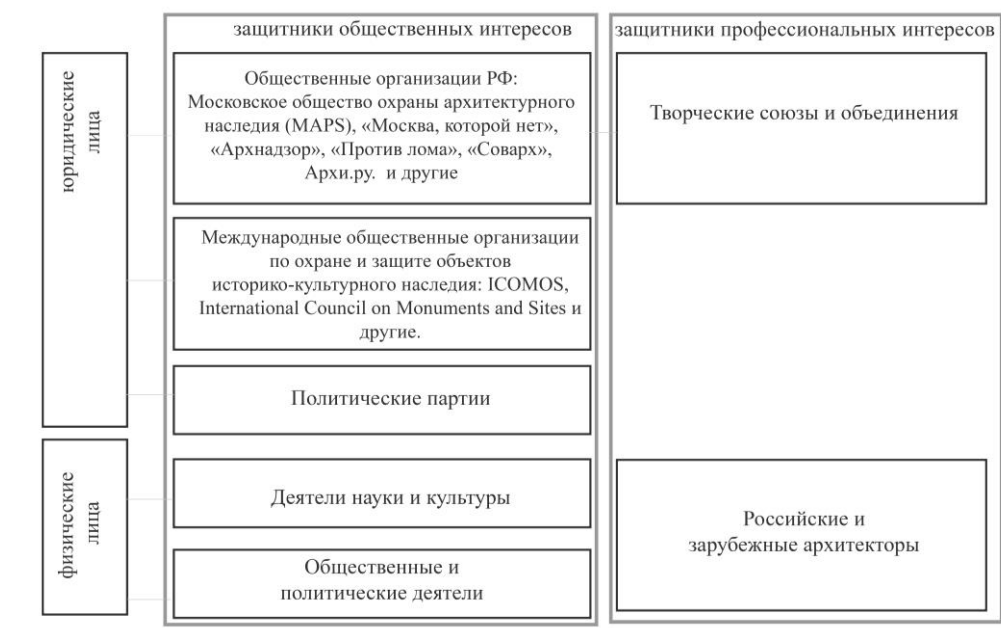 защитники общественных интересов
защитники профессиональных интересов
юридические
лица
Общественные организации РФ:
Московское общество охраны архитектурного
наследия (MAPS), «Москва, которой нет»,
«Архнадзор», «Против лома», «Соварх»,
Архи.ру. и другие
Творческие союзы и объединения
Международные общественные организации
по охране и защите объектов
историко-культурного наследия: ICOMOS,
International Council on Monuments and Sites и
другие.
Политические партии
физические
лица
Деятели науки и культуры
Российские и
зарубежные архитекторы
Общественные и
политические деятели